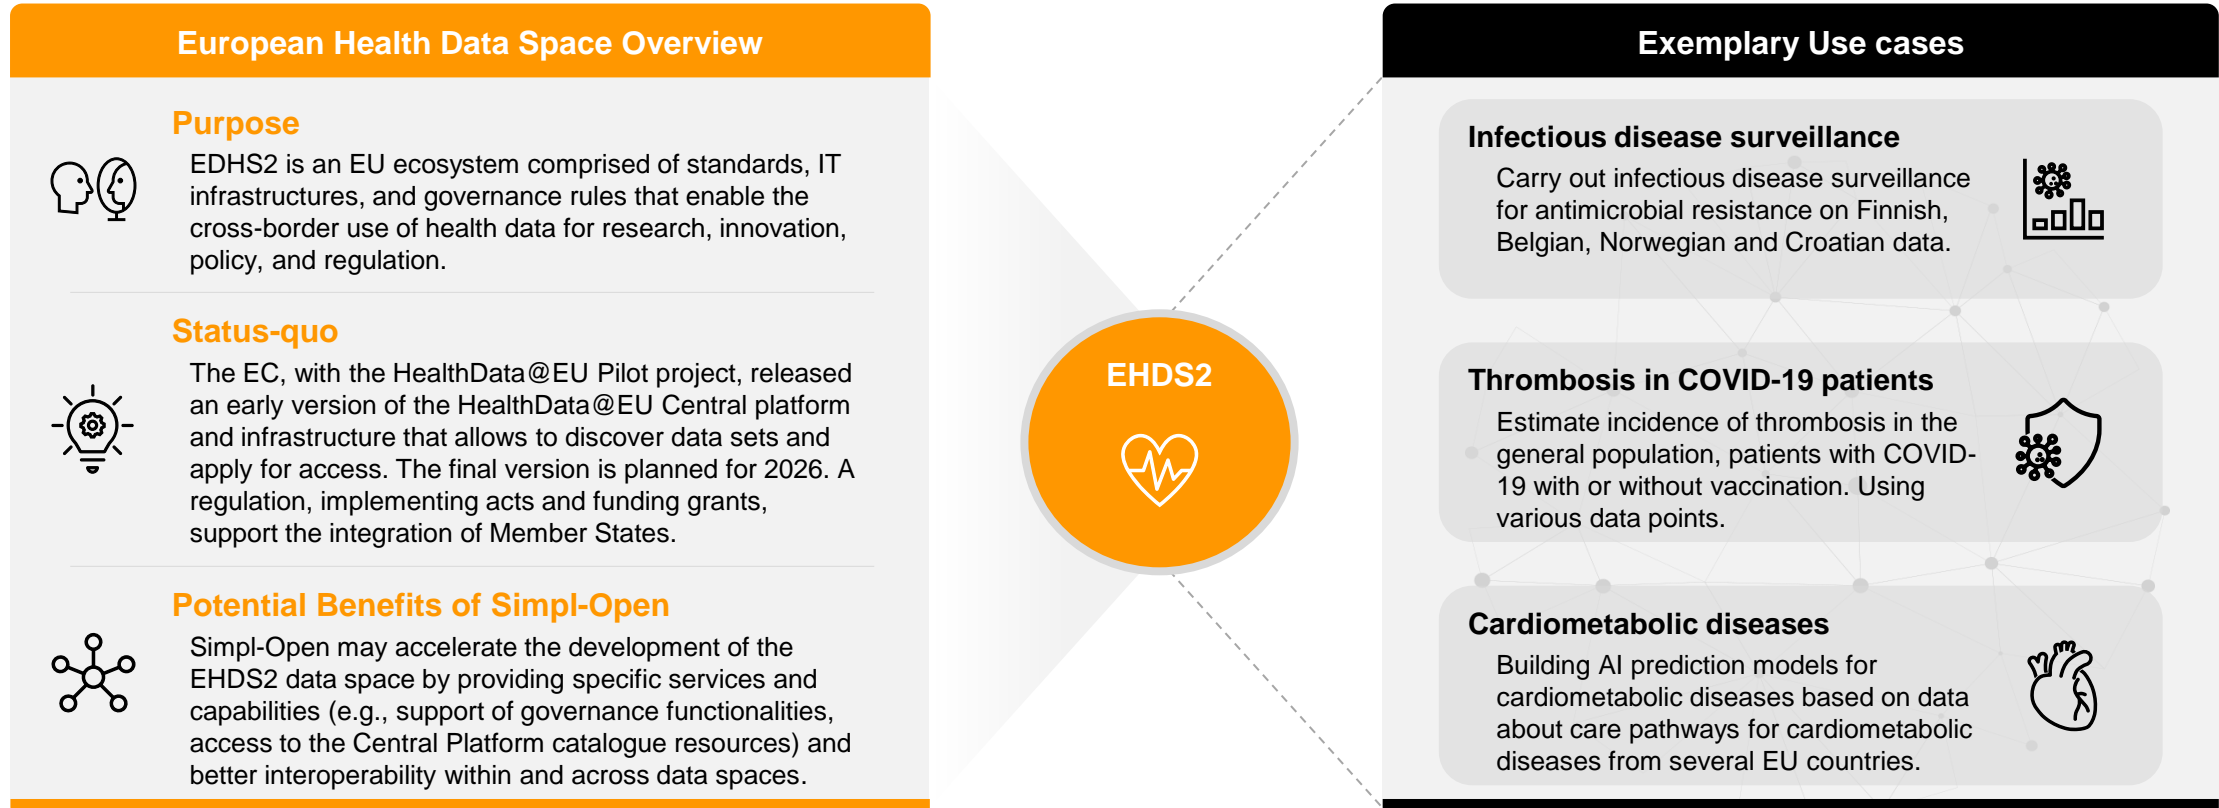 European Health Data Space Overview
Purpose
EDHS2 is an EU ecosystem comprised of standards, IT
infrastructures, and governance rules that enable the
cross-border use of health data for research, innovation,
policy, and regulation.
Status-quo
The EC, with the HealthData@EU Pilot project, released
an early version of the HealthData@EU Central platform
and infrastructure that allows to discover data sets and
apply for access. The final version is planned for 2026. A
regulation, implementing acts and funding grants,
support the integration of Member States.
Potential Benefits of Simpl-Open
Simpl-Open may accelerate the development of the
EHDS2 data space by providing specific services and
capabilities (e.g., support of governance functionalities,
access to the Central Platform catalogue resources) and
better interoperability within and across data spaces.
EHDS2
Exemplary Use cases
Infectious disease surveillance
Carry out infectious disease surveillance
for antimicrobial resistance on Finnish,
Belgian, Norwegian and Croatian data.
Thrombosis in COVID-19 patients
Estimate incidence of thrombosis in the
general population, patients with COVID-
19 with or without vaccination. Using
various data points.
Cardiometabolic diseases
Building AI prediction models for
cardiometabolic diseases based on data
about care pathways for cardiometabolic
diseases from several EU countries.